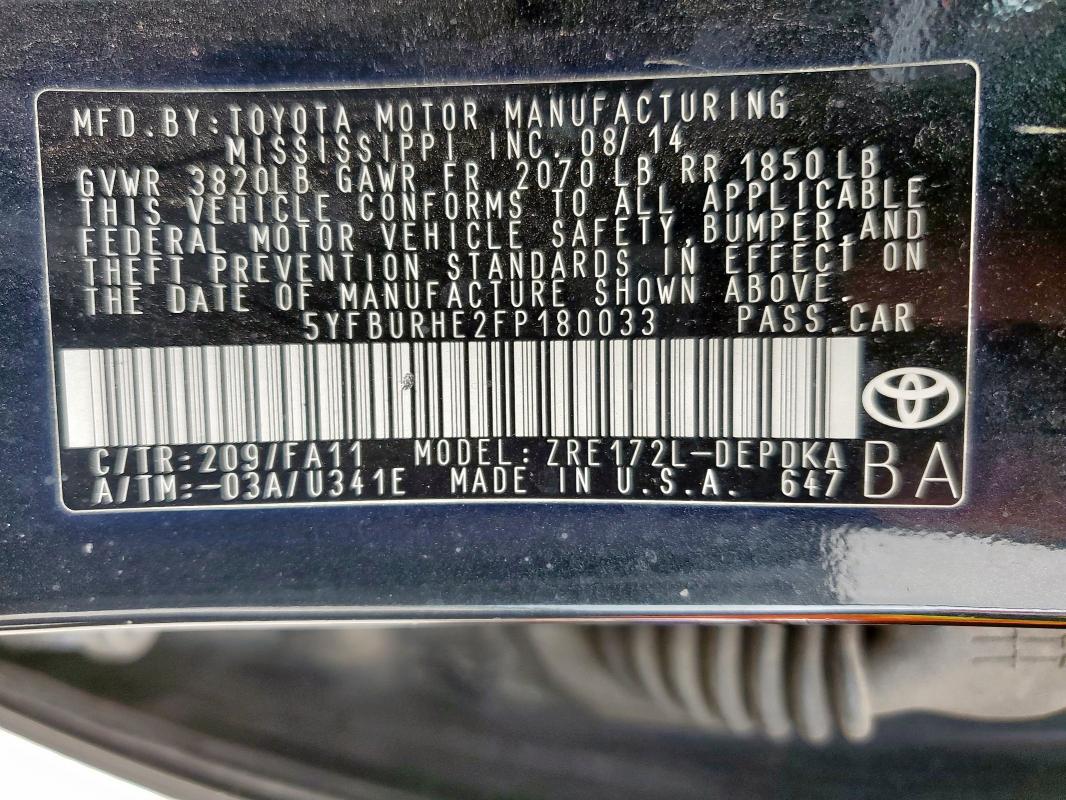 MFD.BY:TOYOTA MOTOR MANUFACTURING
MISSISSIPPI INC. 08/14
GVWR 3820LB GAWR FR 2070LB RR 1850LB
THIS VEHICLE CONFORMS TO ALL APPLICABLE
FEDERAL MOTOR VEHICLE SAFETY,BUMPER,AND
THEFT PREVENTION STANDARDS IN EFFECT ON
THE DATE OF MANUFACTURE SHOWN ABOVE.
5YFBURHE2FP180033 PASS.CAR
C/TR:209/FA11 MODEL:ZRE172L-DEPDKA
A/TM:-03A/U341E MADE IN U.S.A. 647 BA